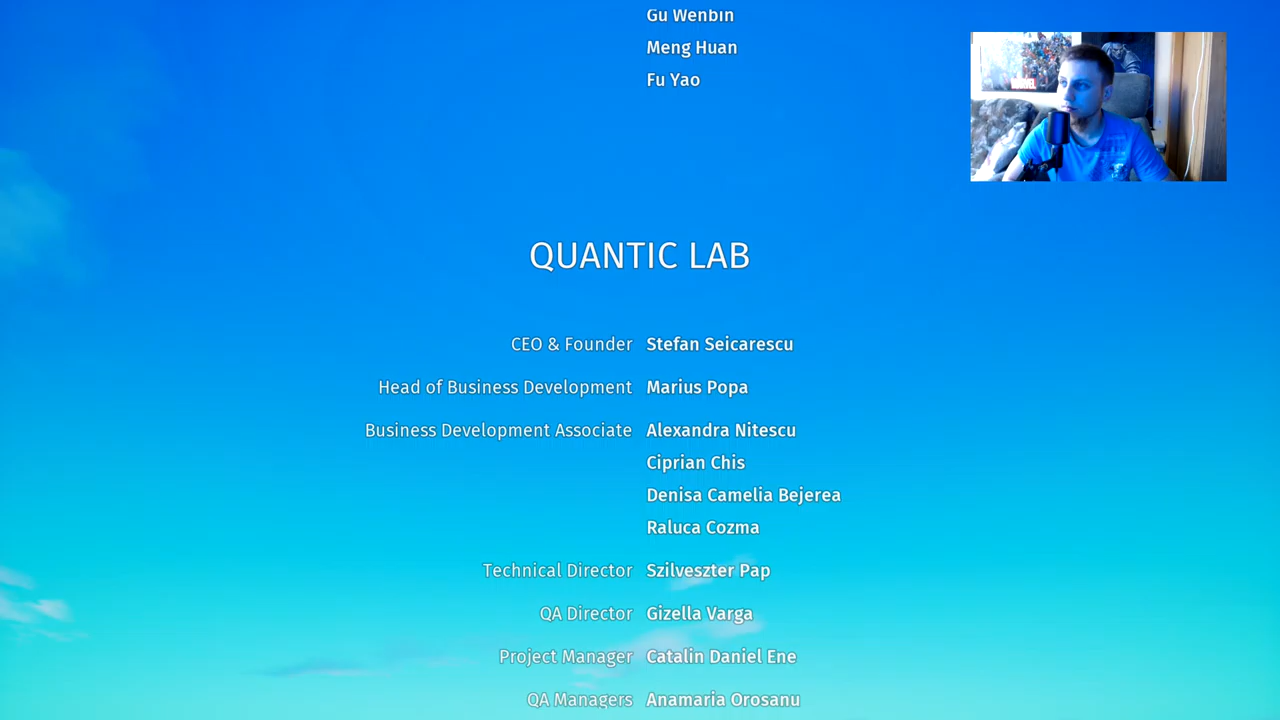 Gu Wenbin
Meng Huan
Fu Yao
QUANTIC LAB
CEO & Founder Stefan Seicarescu
Head of Business Development Marius Popa
Business Development Associate Alexandra Nitescu
Ciprian Chis
Denisa Camelia Bejerea
Raluca Cozma
Technical Director Szilveszter Pap
QA Director Gizella Varga
Project Manager Catalin Daniel Ene
QA Managers Anamaria Orosanu